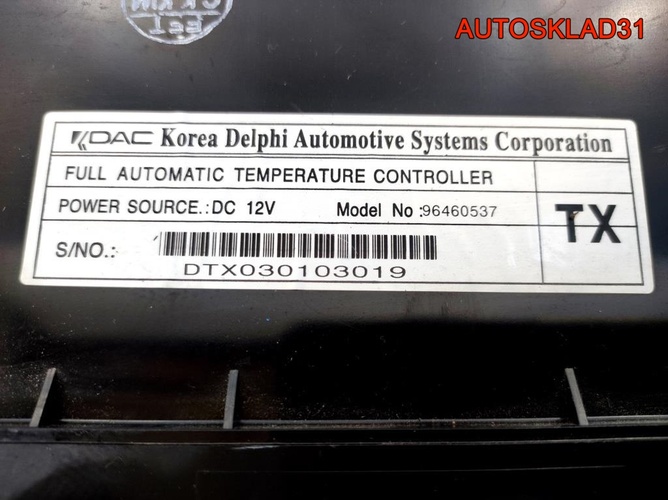 AUTOSKLAD31
KDAC Korea Delphi Automotive Systems Corporation
FULL AUTOMATIC TEMPERATURE CONTROLLER
POWER SOURCE.:DC 12V Model No :96460537
TX
S/NO.:
DTX030103019